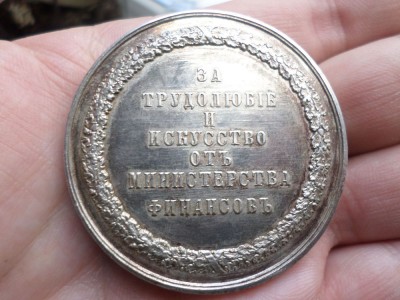 ЗА
ТРУДОЛЮБІЕ
И
ИСКУССТВО
ОТЪ
МИНИСТЕРСТВА
ФИНАНСОВЪ